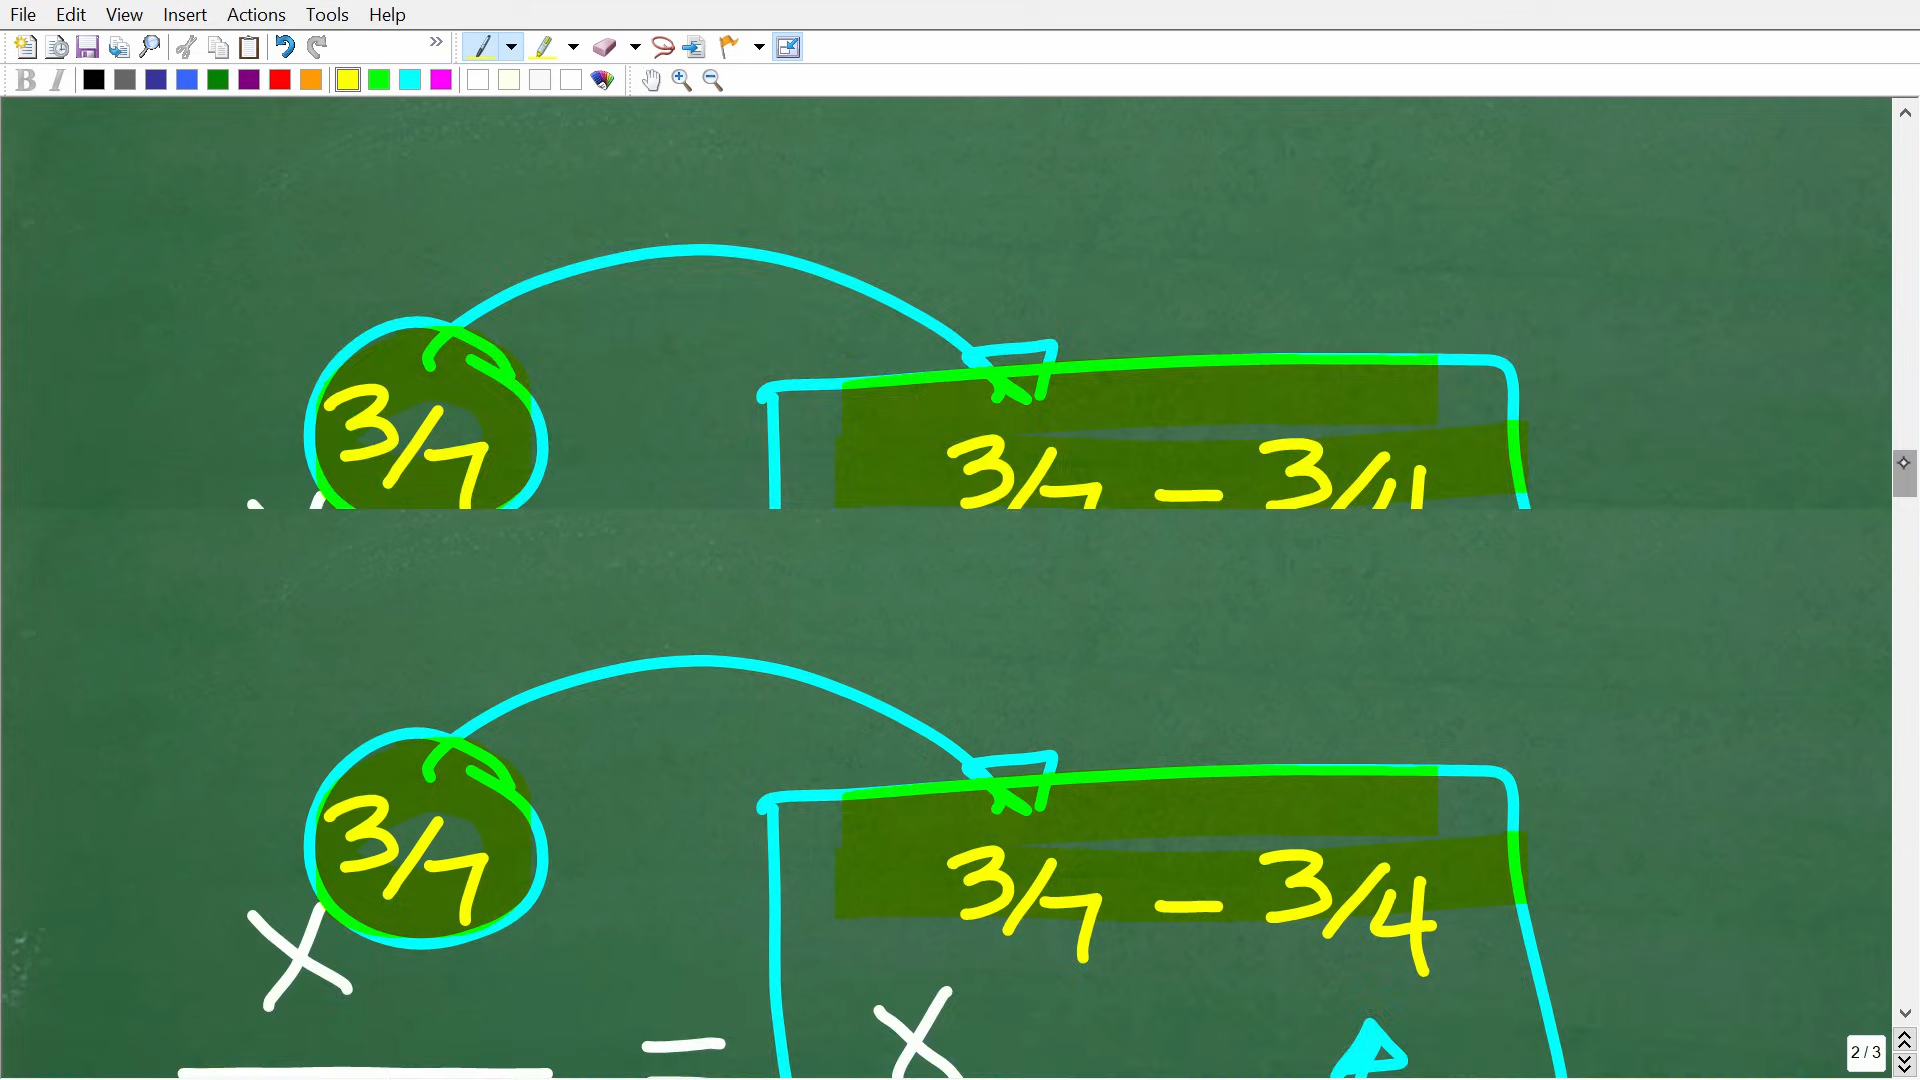 File Edit View Insert Actions Tools Help
B I
3/7
3/7 - 3/4
3/7
3/7 - 3/4
x
x
=
2 / 3